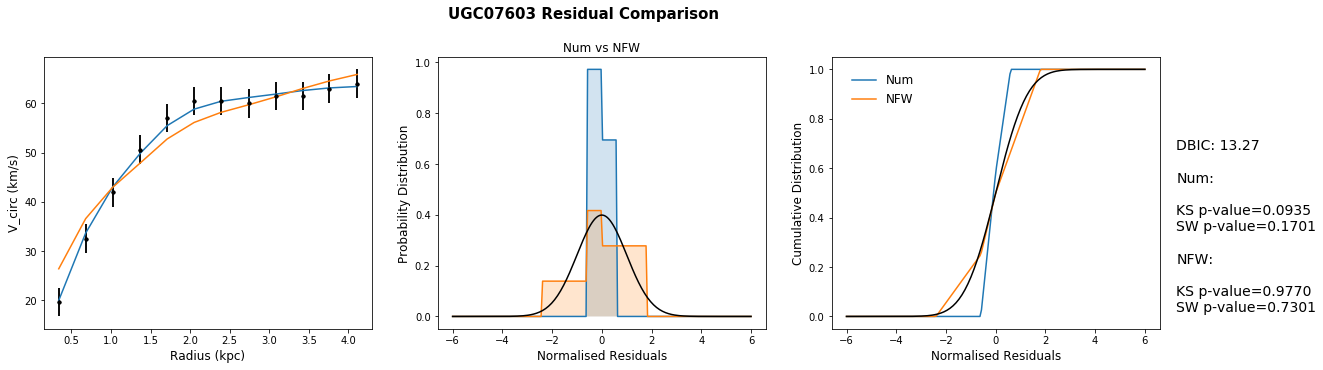 UGC07603 Residual Comparison
Num vs NFW
V_circ (km/s)
60
50
40
30
20
0.5 1.0 1.5 2.0 2.5 3.0 3.5 4.0
Radius (kpc)
Probability Distribution
1.0
0.8
0.6
0.4
0.2
0.0
−6 −4 −2 0 2 4 6
Normalised Residuals
Cumulative Distribution
1.0
0.8
0.6
0.4
0.2
0.0
Num
NFW
−6 −4 −2 0 2 4 6
Normalised Residuals
DBIC: 13.27
Num:
KS p-value=0.0935
SW p-value=0.1701
NFW:
KS p-value=0.9770
SW p-value=0.7301